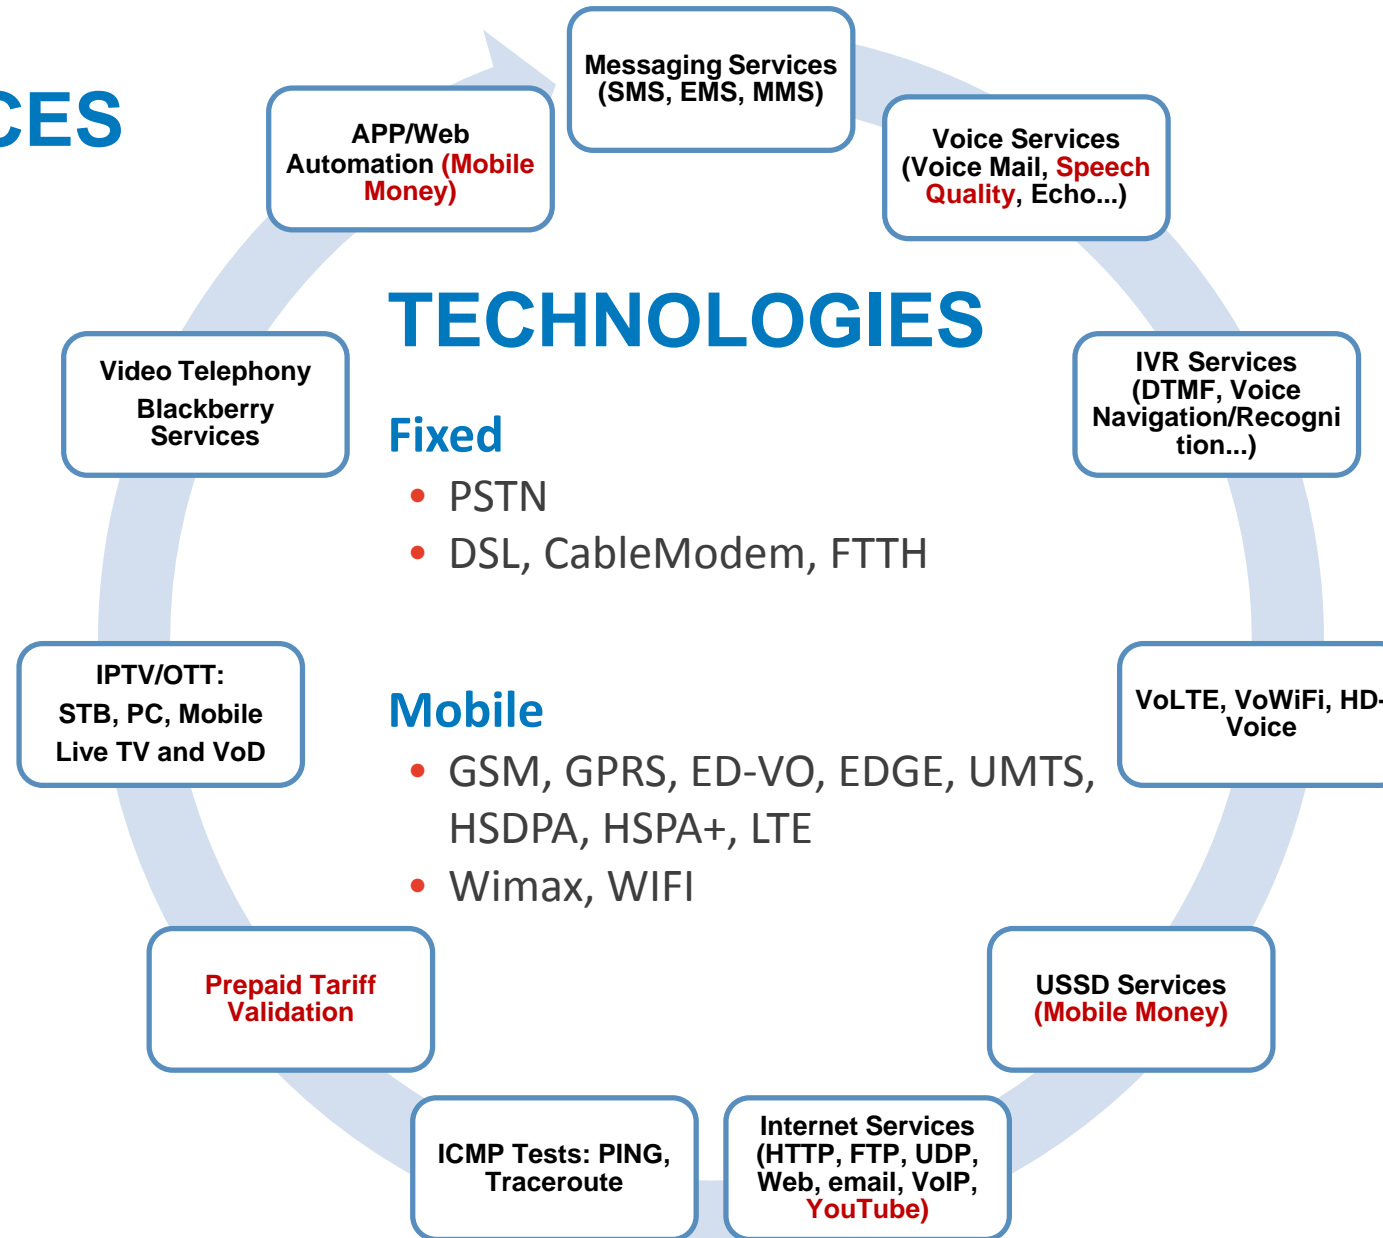 CES
Messaging Services
(SMS, EMS, MMS)
Voice Services
(Voice Mail, Speech
Quality, Echo...)
IVR Services
(DTMF, Voice
Navigation/Recogni
tion...)
VoLTE, VoWiFi, HD-
Voice
USSD Services
(Mobile Money)
Internet Services
(HTTP, FTP, UDP,
Web, email, VoIP,
YouTube)
ICMP Tests: PING,
Traceroute
Prepaid Tariff
Validation
IPTV/OTT:
STB, PC, Mobile
Live TV and VoD
Video Telephony
Blackberry
Services
APP/Web
Automation (Mobile
Money)
TECHNOLOGIES
Fixed
• PSTN
• DSL, CableModem, FTTH
Mobile
• GSM, GPRS, ED-VO, EDGE, UMTS,
HSDPA, HSPA+, LTE
• Wimax, WIFI